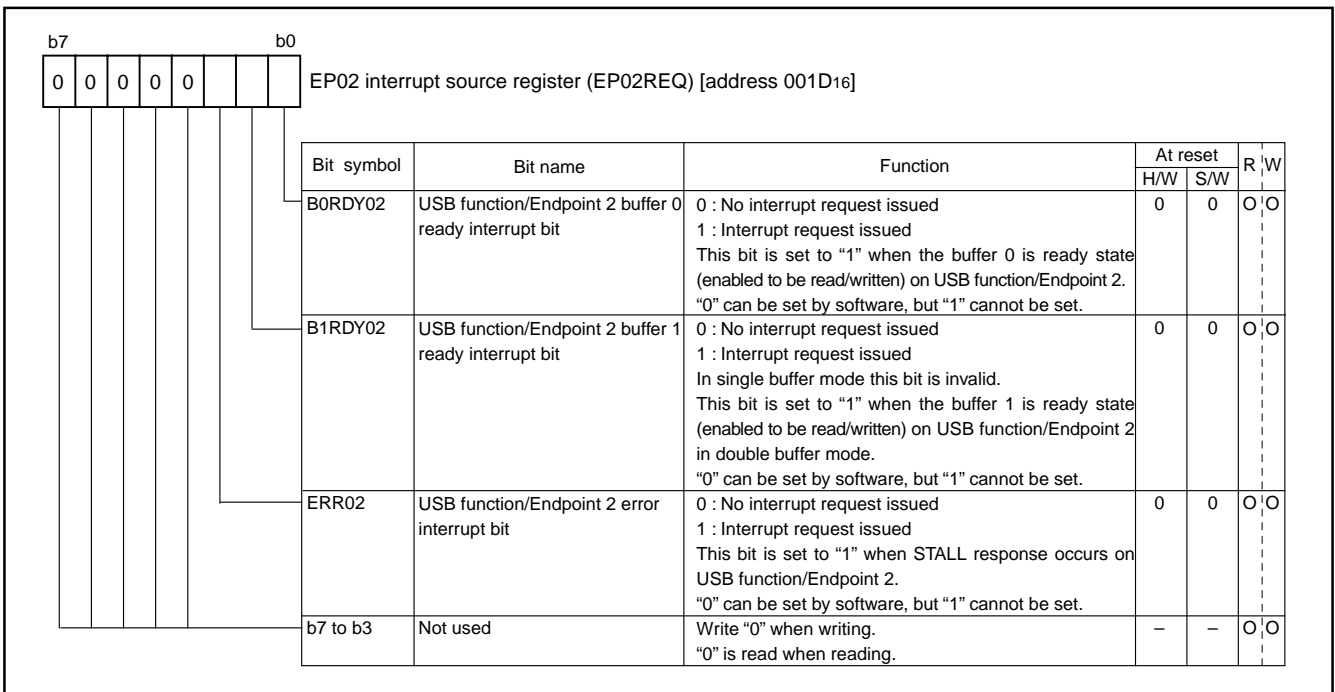 b7 b0
0 0 0 0 0
EP02 interrupt source register (EP02REQ) [address 001D16]
Bit symbol Bit name Function At reset R W
H/W S/W
B0RDY02 USB function/Endpoint 2 buffer 0 0 : No interrupt request issued 0 0 O O
ready interrupt bit 1 : Interrupt request issued
This bit is set to “1” when the buffer 0 is ready state
(enabled to be read/written) on USB function/Endpoint 2.
“0” can be set by software, but “1” cannot be set.
B1RDY02 USB function/Endpoint 2 buffer 1 0 : No interrupt request issued 0 0 O O
ready interrupt bit 1 : Interrupt request issued
In single buffer mode this bit is invalid.
This bit is set to “1” when the buffer 1 is ready state
(enabled to be read/written) on USB function/Endpoint 2
in double buffer mode.
“0” can be set by software, but “1” cannot be set.
ERR02 USB function/Endpoint 2 error 0 : No interrupt request issued 0 0 O O
interrupt bit 1 : Interrupt request issued
This bit is set to “1” when STALL response occurs on
USB function/Endpoint 2.
“0” can be set by software, but “1” cannot be set.
b7 to b3 Not used Write “0” when writing. – – O O
“0” is read when reading.